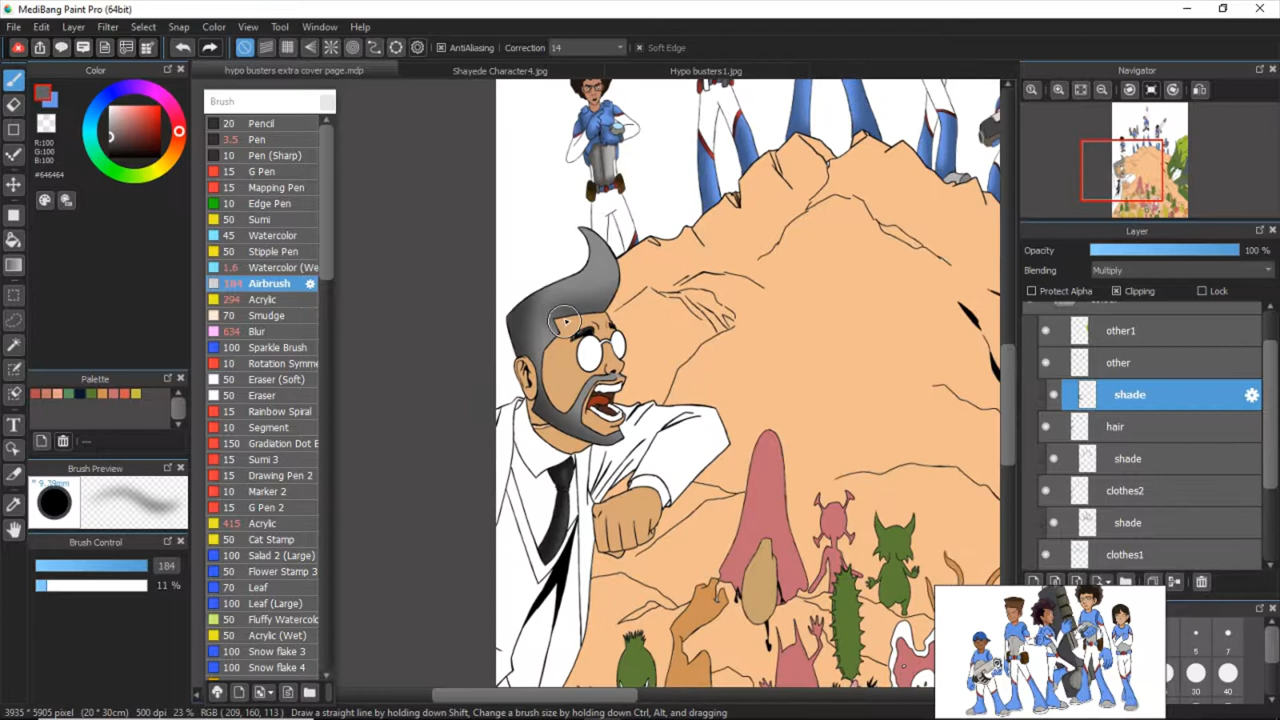 MediBang Paint Pro (64bit)
File Edit View Layer Filter Select Snap Color View Tool Window Help
AntiAliasing Correction 14 Soft Edge
Color hypo busters extra cover page.mdp Shayede Character4.jpg Hypo busters1.jpg Navigator
Brush
R:100
G:100
B:100
#646464
20 Pencil
3.5 Pen
10 Pen (Sharp)
15 G Pen
15 Mapping Pen
10 Edge Pen
50 Sumi
45 Watercolor
50 Stipple Pen
1.6 Watercolor (We
184 Airbrush
294 Acrylic
70 Smudge
634 Blur
100 Sparkle Brush
10 Rotation Symme
50 Eraser (Soft)
50 Eraser
15 Rainbow Spiral
10 Segment
150 Gradiation Dot E
15 Sumi 3
15 Drawing Pen 2
10 Marker 2
15 G Pen 2
415 Acrylic
50 Cat Stamp
100 Salad 2 (Large)
50 Flower Stamp 3
70 Leaf
100 Leaf (Large)
50 Fluffy Watercolo
50 Acrylic (Wet)
100 Snow flake 3
100 Snow flake 4
Palette
---
Brush Preview
9.39mm
Brush Control
184
11 %
Layer
Opacity 100 %
Blending Multiply
Protect Alpha Clipping Lock
other1
other
shade
hair
shade
clothes2
shade
clothes1
5 7
30 40
3935 * 5905 pixel (20 * 30cm) 500 dpi 23 % RGB ( 209, 160, 113 ) Draw a straight line by holding down Shift, Change a brush size by holding down Ctrl, Alt, and dragging